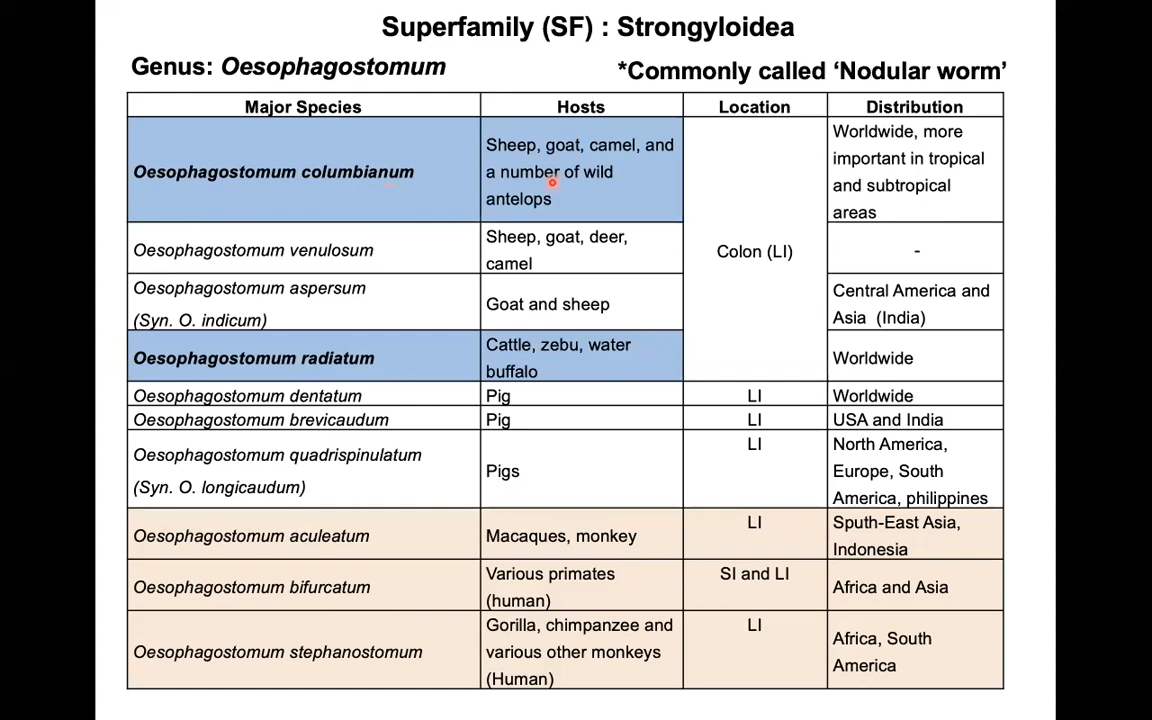 Superfamily (SF) : Strongyloidea
Genus: Oesophagostomum
*Commonly called ‘Nodular worm’
Major Species
Hosts
Location
Distribution
Oesophagostomum columbianum
Sheep, goat, camel, and
a number of wild
antelops
Colon (LI)
Worldwide, more
important in tropical
and subtropical
areas
Oesophagostomum venulosum
Sheep, goat, deer,
camel
-
Oesophagostomum aspersum
(Syn. O. indicum)
Goat and sheep
Central America and
Asia (India)
Oesophagostomum radiatum
Cattle, zebu, water
buffalo
Worldwide
Oesophagostomum dentatum
Pig
LI
Worldwide
Oesophagostomum brevicaudum
Pig
LI
USA and India
Oesophagostomum quadrispinulatum
(Syn. O. longicaudum)
Pigs
LI
North America,
Europe, South
America, philippines
Oesophagostomum aculeatum
Macaques, monkey
LI
Sputh-East Asia,
Indonesia
Oesophagostomum bifurcatum
Various primates
(human)
SI and LI
Africa and Asia
Oesophagostomum stephanostomum
Gorilla, chimpanzee and
various other monkeys
(Human)
LI
Africa, South
America